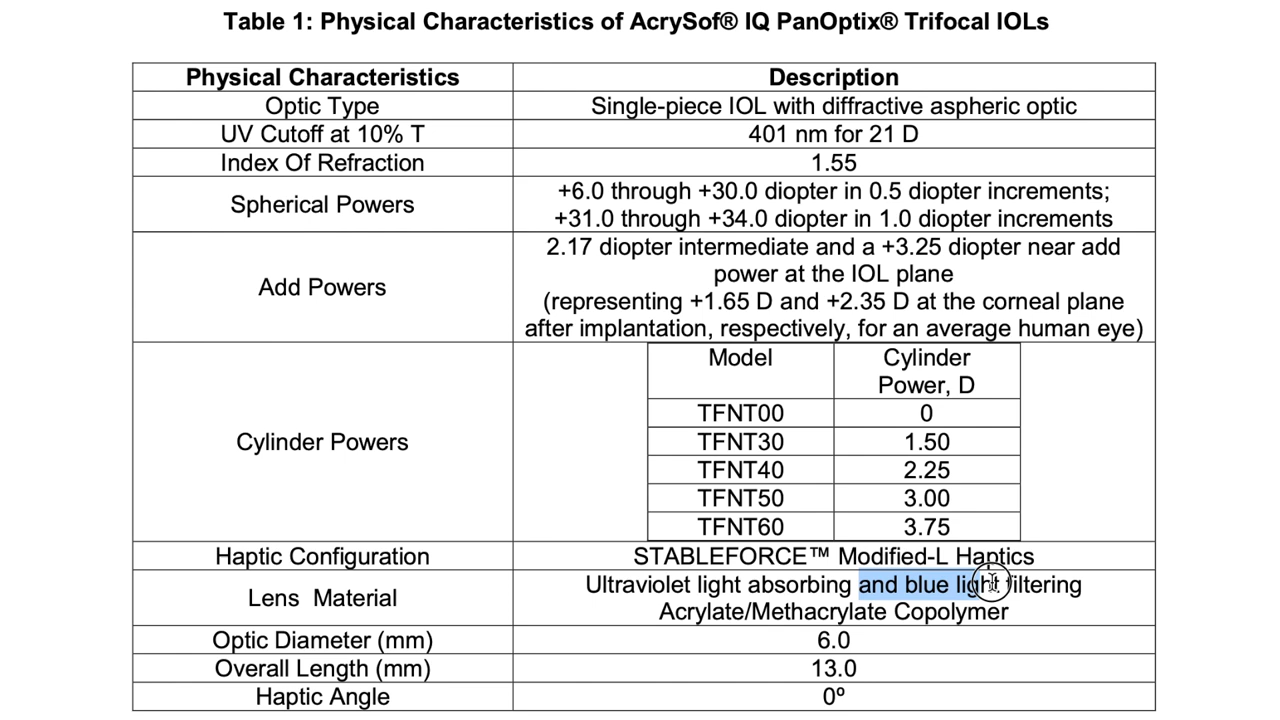 Table 1: Physical Characteristics of AcrySof® IQ PanOptix® Trifocal IOLs
Physical Characteristics Description
Optic Type Single-piece IOL with diffractive aspheric optic
UV Cutoff at 10% T 401 nm for 21 D
Index Of Refraction 1.55
Spherical Powers
+6.0 through +30.0 diopter in 0.5 diopter increments;
+31.0 through +34.0 diopter in 1.0 diopter increments
Add Powers
2.17 diopter intermediate and a +3.25 diopter near add
power at the IOL plane
(representing +1.65 D and +2.35 D at the corneal plane
after implantation, respectively, for an average human eye)
Cylinder Powers
Model Cylinder
Power, D
TFNT00 0
TFNT30 1.50
TFNT40 2.25
TFNT50 3.00
TFNT60 3.75
Haptic Configuration STABLEFORCE™ Modified-L Haptics
Lens Material
Ultraviolet light absorbing and blue light filtering
Acrylate/Methacrylate Copolymer
Optic Diameter (mm) 6.0
Overall Length (mm) 13.0
Haptic Angle 0º